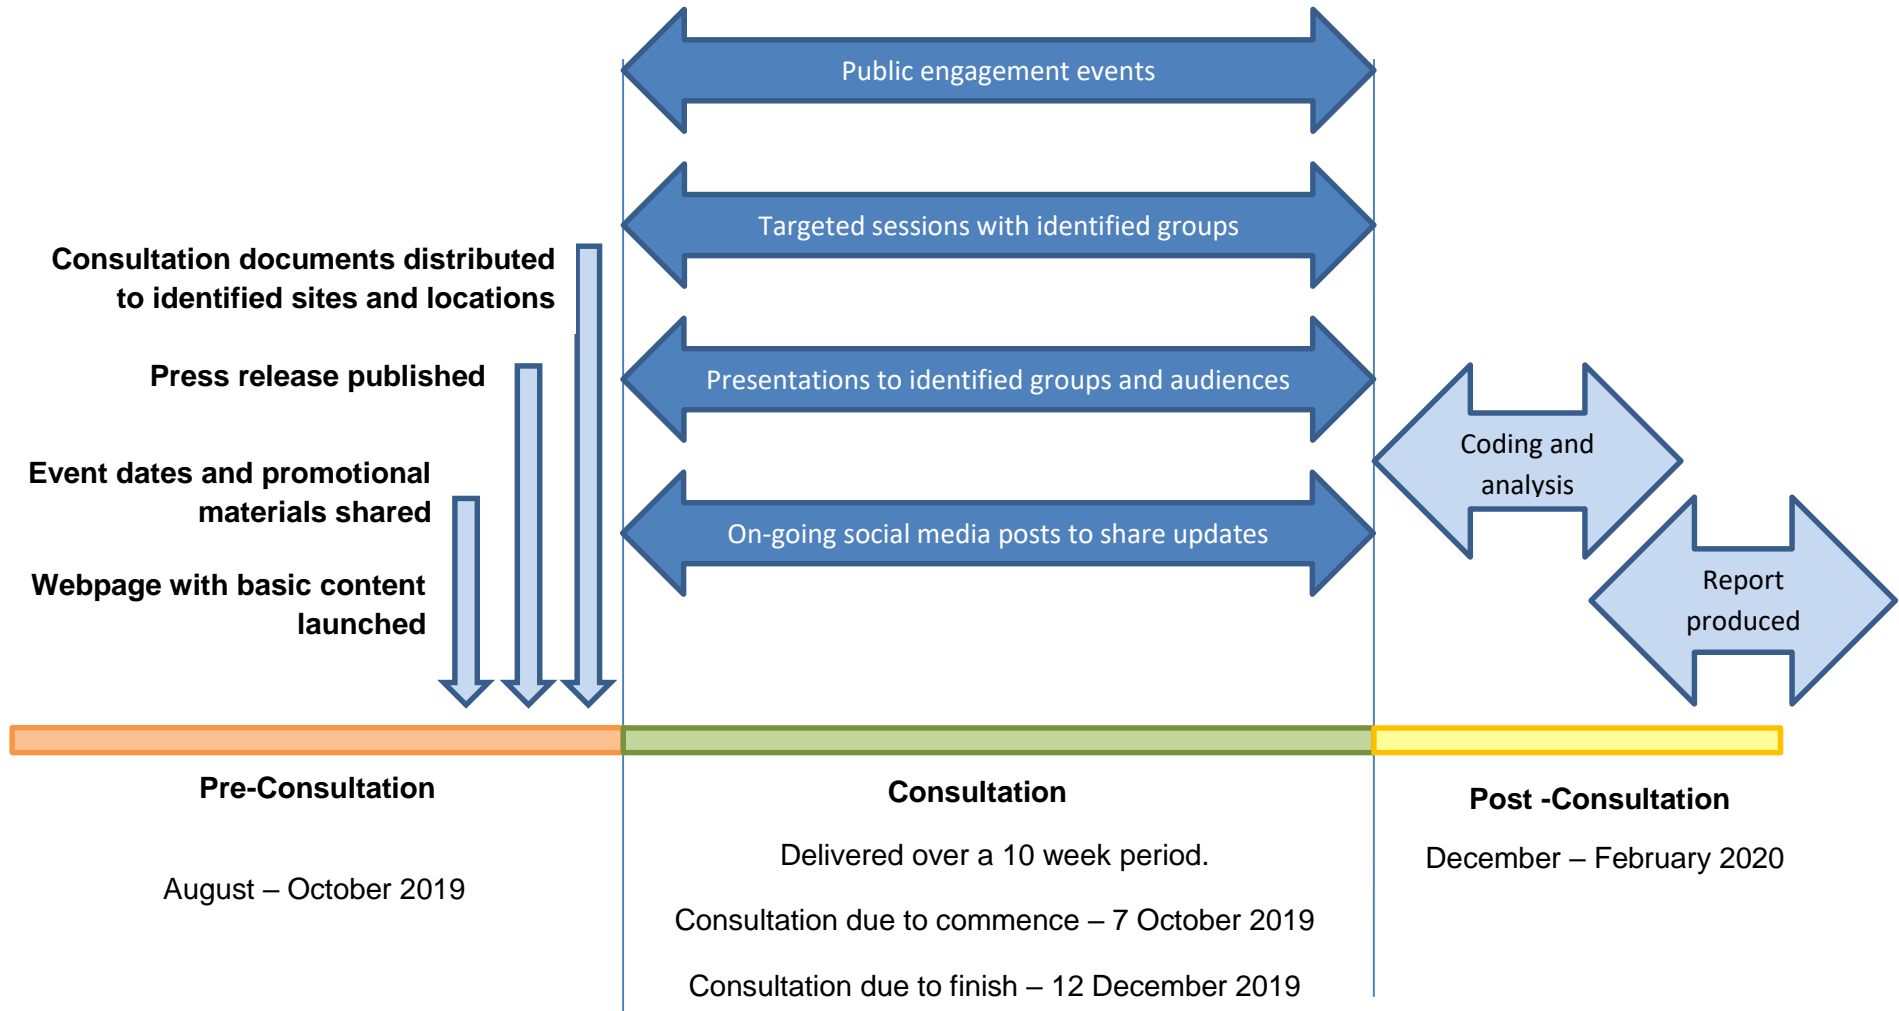 Public engagement events
Targeted sessions with identified groups
Consultation documents distributed
to identified sites and locations
Press release published
Presentations to identified groups and audiences
Coding and
analysis
Event dates and promotional
materials shared
On-going social media posts to share updates
Webpage with basic content
launched
Report
produced
Pre-Consultation
August – October 2019
Consultation
Delivered over a 10 week period.
Consultation due to commence – 7 October 2019
Consultation due to finish – 12 December 2019
Post -Consultation
December – February 2020